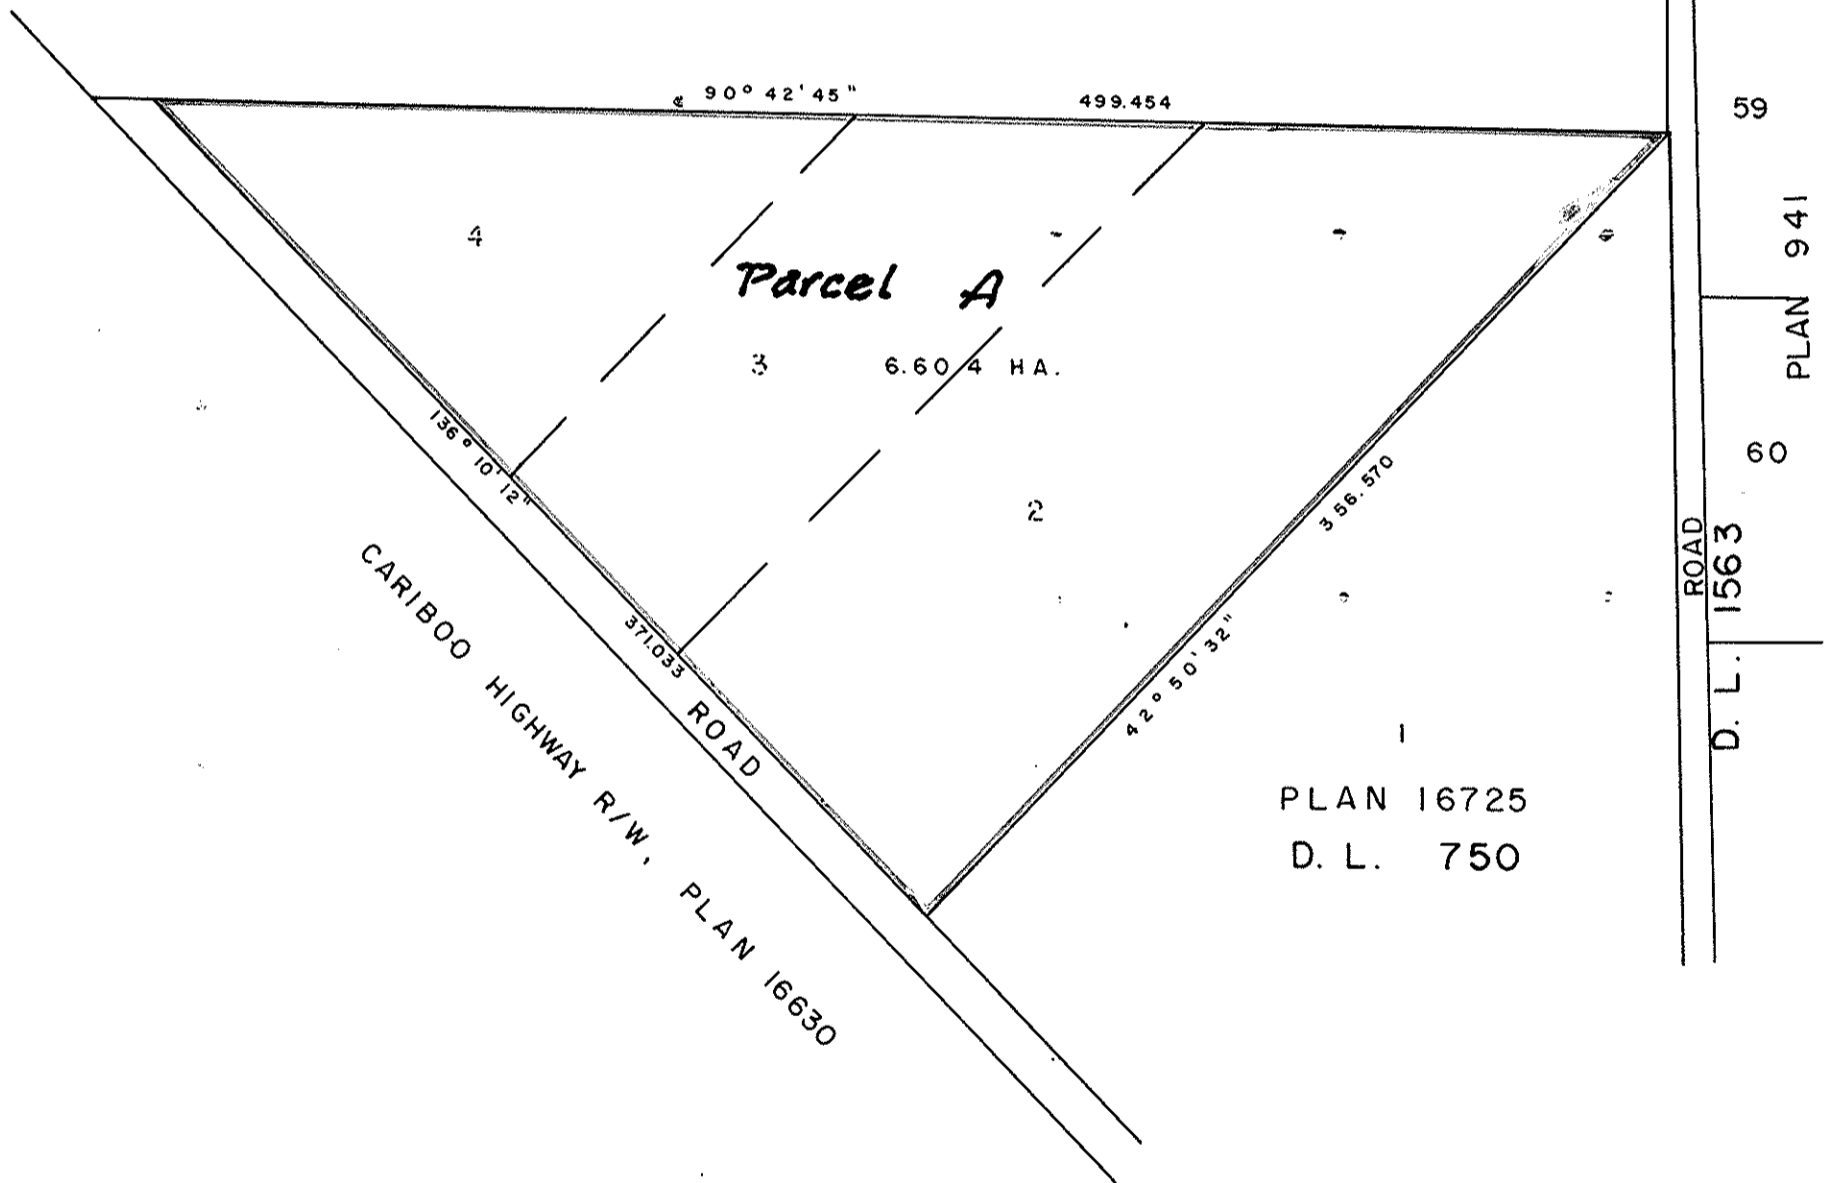 90° 42' 45"
499.454
59
PLAN 941
4
Parcel A
3
6.604 HA.
136° 10' 12"
60
356.570
2
ROAD
D. L. 1563
CARIBOO HIGHWAY R/W, PLAN 16630
371.033
ROAD
42° 50' 32"
1
PLAN 16725
D. L. 750